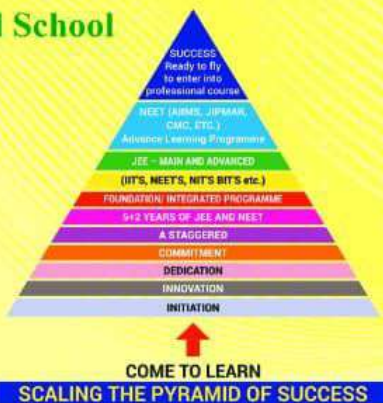 School
SUCCESS
Ready to fly
to enter into
professional course
NEET (AIIMS, JIPMAR,
CMC, ETC.)
Advance Learning Programme
JEE – MAIN AND ADVANCED
(IIT'S, NEET'S, NIT'S BIT'S etc.)
FOUNDATION/ INTEGRATED PROGRAMME
5+2 YEARS OF JEE AND NEET
A STAGGERED
COMMITMENT
DEDICATION
INNOVATION
INITIATION
COME TO LEARN
SCALING THE PYRAMID OF SUCCESS